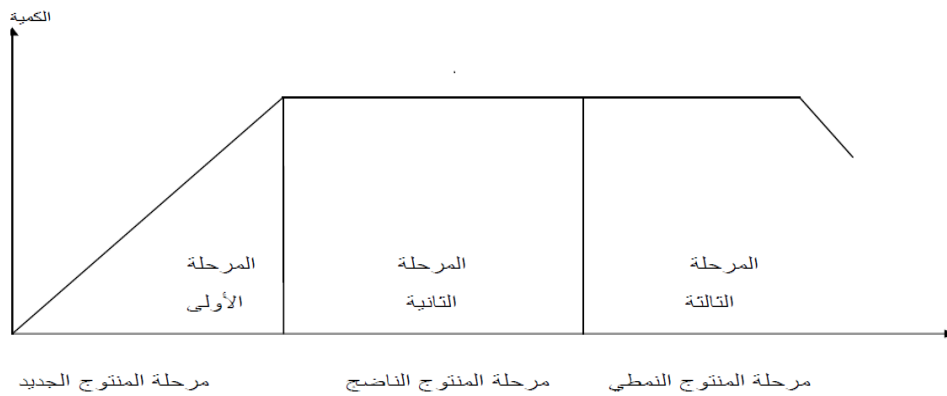 الكمية
المرحلة
الأولى
المرحلة
الثانية
المرحلة
الثالثة
مرحلة المنتوج الجديد
مرحلة المنتوج الناضج
مرحلة المنتوج النمطي